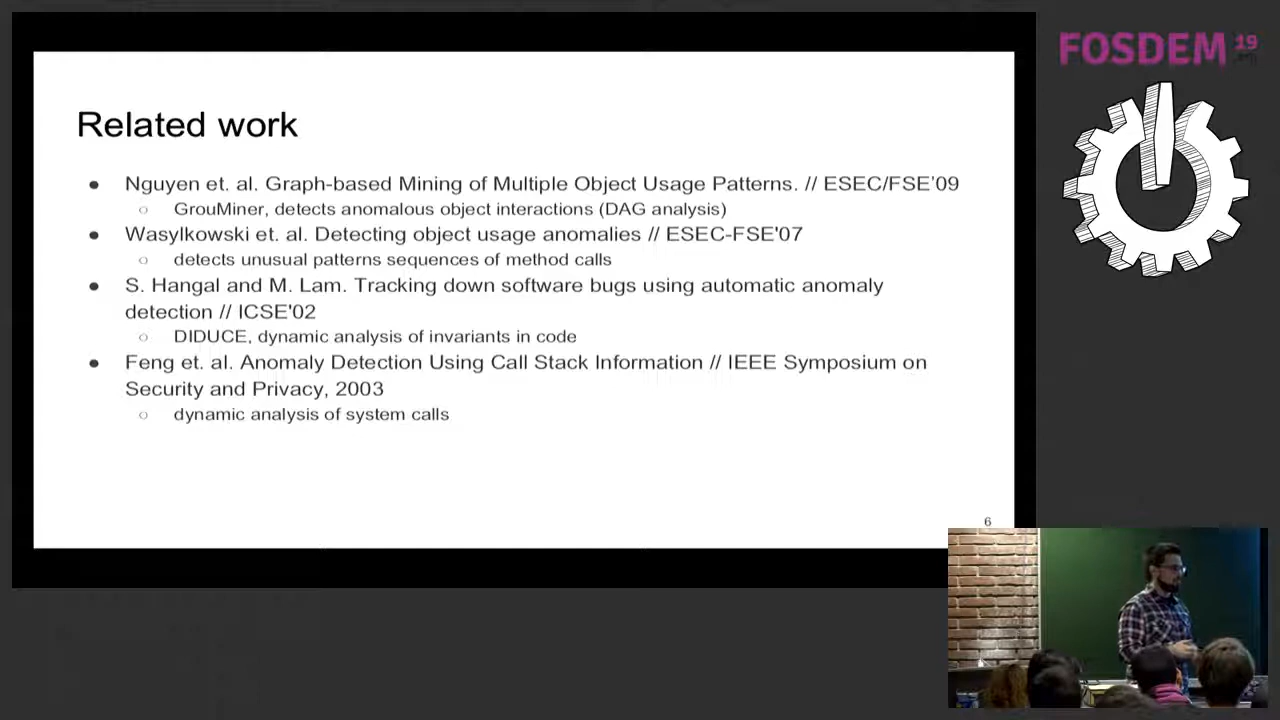 FOSDEM 19
Related work
● Nguyen et. al. Graph-based Mining of Multiple Object Usage Patterns. // ESEC/FSE’09
○ GrouMiner, detects anomalous object interactions (DAG analysis)
● Wasylkowski et. al. Detecting object usage anomalies // ESEC-FSE'07
○ detects unusual patterns sequences of method calls
● S. Hangal and M. Lam. Tracking down software bugs using automatic anomaly
detection // ICSE'02
○ DIDUCE, dynamic analysis of invariants in code
● Feng et. al. Anomaly Detection Using Call Stack Information // IEEE Symposium on
Security and Privacy, 2003
○ dynamic analysis of system calls
6